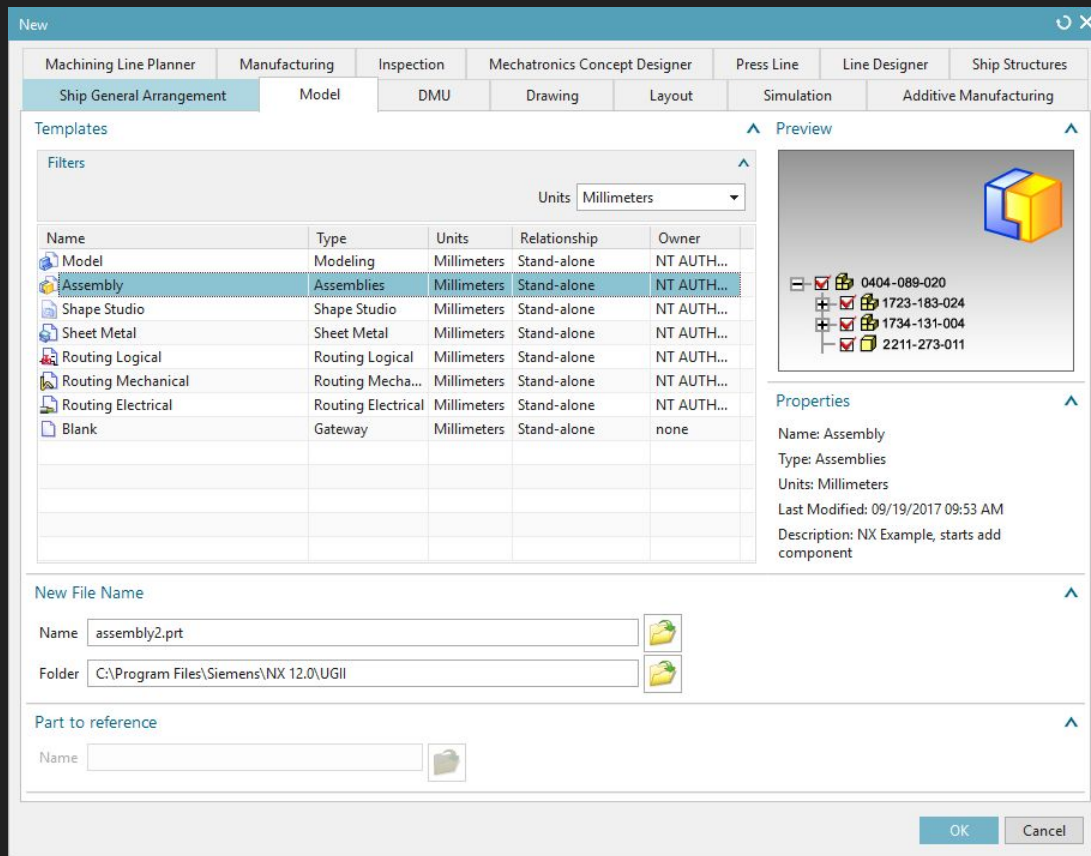 New
Machining Line Planner Manufacturing Inspection Mechatronics Concept Designer Press Line Line Designer Ship Structures
Ship General Arrangement Model DMU Drawing Layout Simulation Additive Manufacturing
Templates
Filters
Units Millimeters
Name Type Units Relationship Owner
Model Modeling Millimeters Stand-alone NT AUTH...
Assembly Assemblies Millimeters Stand-alone NT AUTH...
Shape Studio Shape Studio Millimeters Stand-alone NT AUTH...
Sheet Metal Sheet Metal Millimeters Stand-alone NT AUTH...
Routing Logical Routing Logical Millimeters Stand-alone NT AUTH...
Routing Mechanical Routing Mecha... Millimeters Stand-alone NT AUTH...
Routing Electrical Routing Electrical Millimeters Stand-alone NT AUTH...
Blank Gateway Millimeters Stand-alone none
Preview
0404-089-020
1723-183-024
1734-131-004
2211-273-011
Properties
Name: Assembly
Type: Assemblies
Units: Millimeters
Last Modified: 09/19/2017 09:53 AM
Description: NX Example, starts add
component
New File Name
Name assembly2.prt
Folder C:\Program Files\Siemens\NX 12.0\UGII
Part to reference
Name
OK Cancel